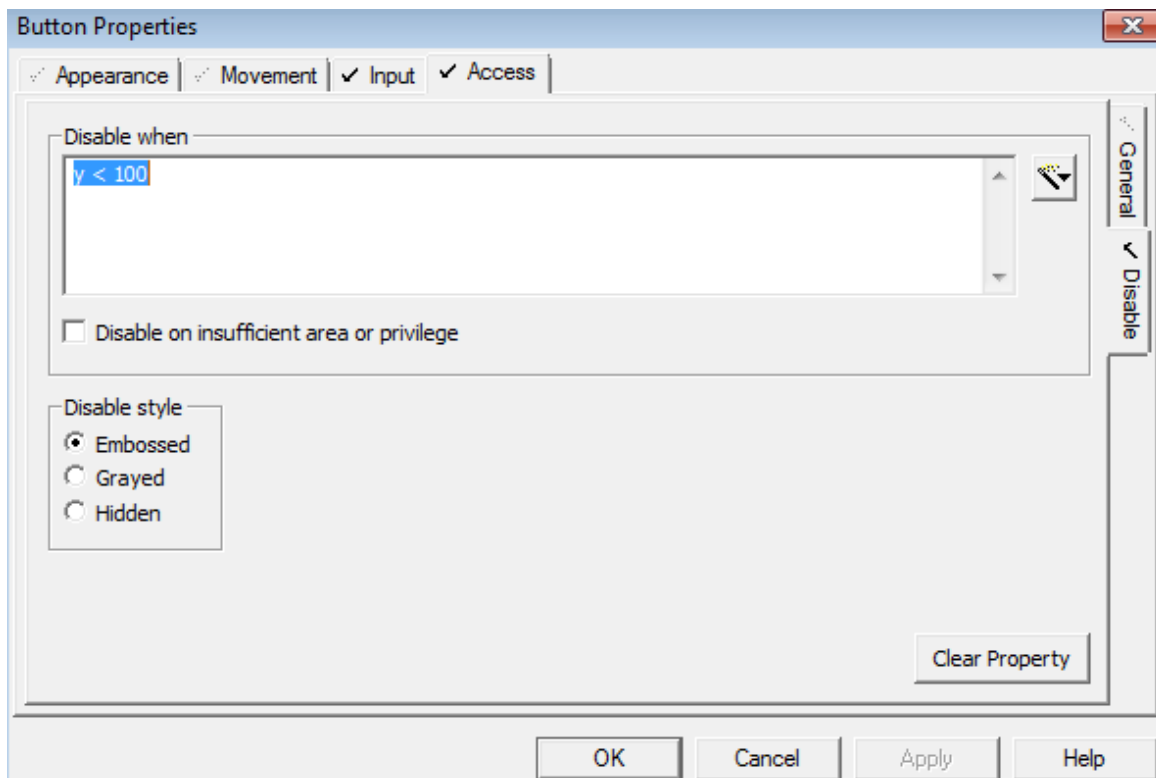 Button Properties
Appearance Movement Input Access
Disable when
y < 100
Disable on insufficient area or privilege
General
Disable
Disable style
Embossed
Grayed
Hidden
Clear Property
OK Cancel Apply Help